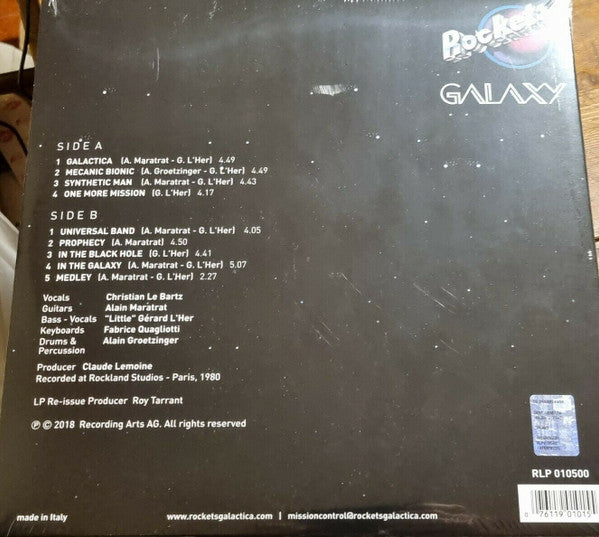 Rockets
GALAXY
SIDE A
1 GALACTICA (A. Maratrat - G. L'Her) 4.49
2 MECANIC BIONIC (A. Groetzinger - G. L'Her) 4.49
3 SYNTHETIC MAN (A. Maratrat - G. L'Her) 4.43
4 ONE MORE MISSION (G. L'Her) 4.17
SIDE B
1 UNIVERSAL BAND (A. Maratrat - G. L'Her) 4.05
2 PROPHECY (A. Maratrat) 4.50
3 IN THE BLACK HOLE (G. L'Her) 4.41
4 IN THE GALAXY (A. Maratrat - G. L'Her) 5.07
5 MEDLEY (A. Maratrat - G. L'Her) 2.27
Vocals Christian Le Bartz
Guitars Alain Maratrat
Bass - Vocals "Little" Gérard L'Her
Keyboards Fabrice Quagliotti
Drums & Percussion Alain Groetzinger
Producer Claude Lemoine
Recorded at Rockland Studios - Paris, 1980
LP Re-issue Producer Roy Tarrant
℗ © 2018 Recording Arts AG. All rights reserved
RLP 010500
6 76119 01015
made in Italy www.rocketsgalactica.com | missioncontrol@rocketsgalactica.com